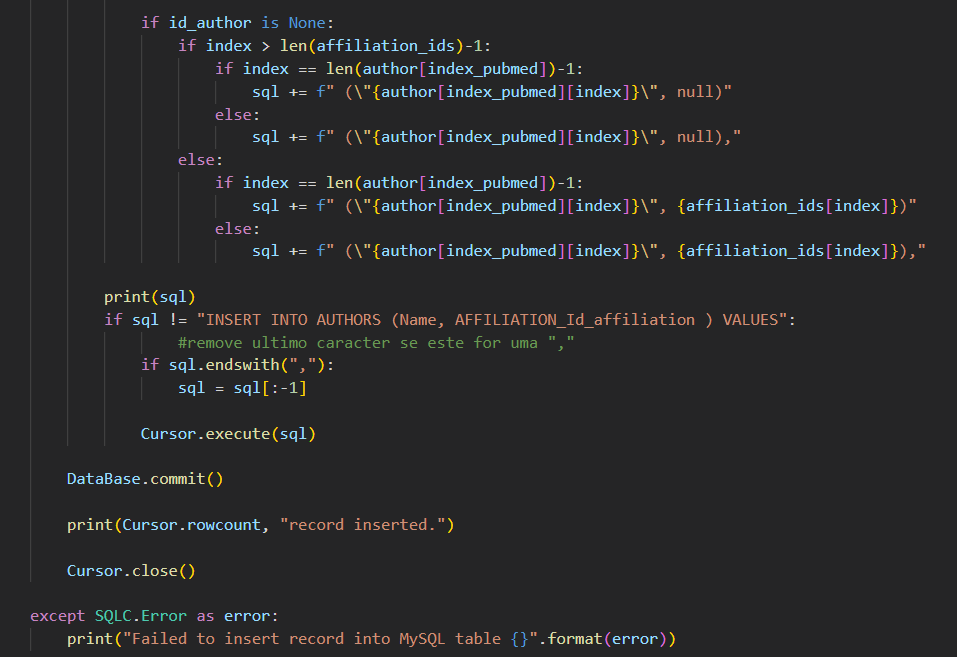 if id_author is None:
if index > len(affiliation_ids)-1:
if index == len(author[index_pubmed])-1:
sql += f" (\"{author[index_pubmed][index]}\", null)"
else:
sql += f" (\"{author[index_pubmed][index]}\", null),"
else:
if index == len(author[index_pubmed])-1:
sql += f" (\"{author[index_pubmed][index]}\", {affiliation_ids[index]})"
else:
sql += f" (\"{author[index_pubmed][index]}\", {affiliation_ids[index]}),"
print(sql)
if sql != "INSERT INTO AUTHORS (Name, AFFILIATION_Id_affiliation ) VALUES":
#remove ultimo caracter se este for uma ","
if sql.endswith(","):
sql = sql[:-1]
Cursor.execute(sql)
DataBase.commit()
print(Cursor.rowcount, "record inserted.")
Cursor.close()
except SQLC.Error as error:
print("Failed to insert record into MySQL table {}".format(error))